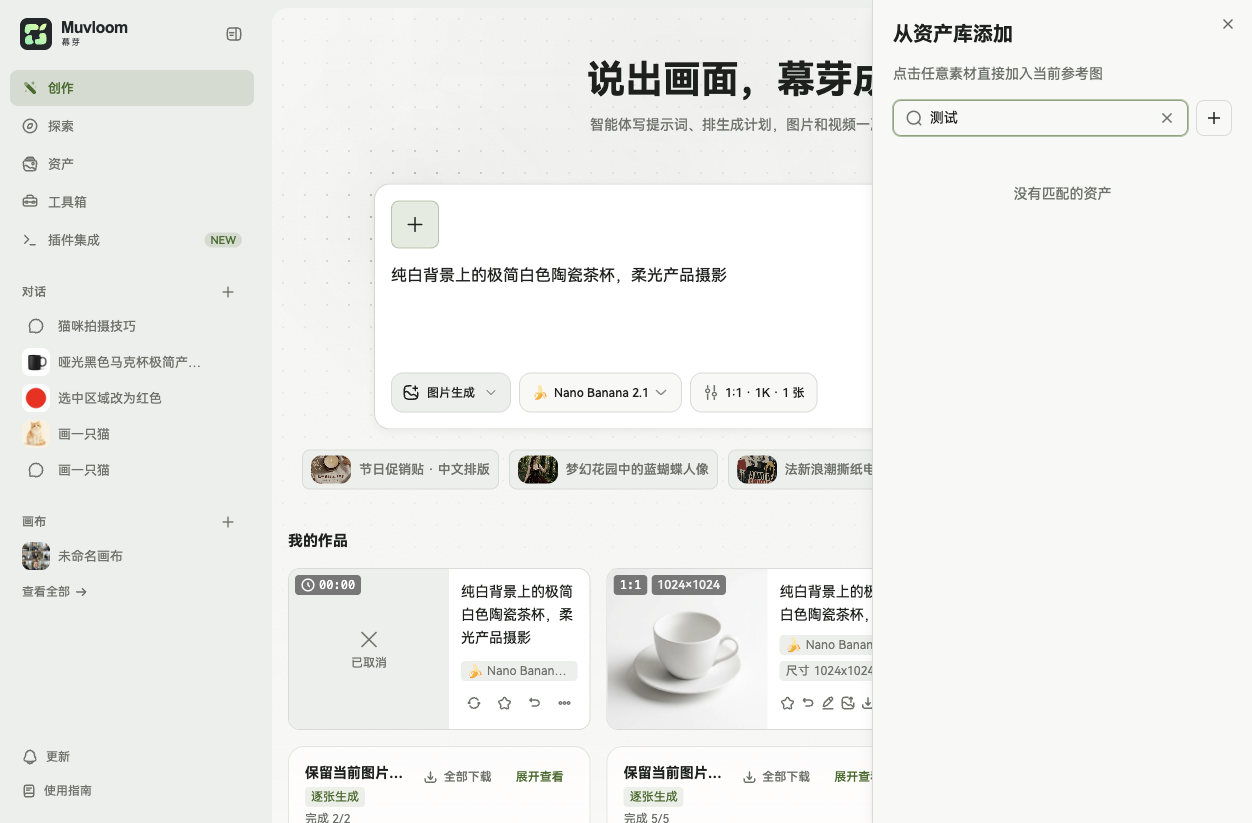 Muvloom
幕芽
创作
探索
资产
工具箱
插件集成
NEW
对话
猫咪拍摄技巧
哑光黑色马克杯极简产…
选中区域改为红色
画一只猫
画一只猫
画布
未命名画布
查看全部 →
更新
使用指南
说出画面，幕芽成
智能体写提示词、排生成计划，图片和视频一
纯白背景上的极简白色陶瓷茶杯，柔光产品摄影
图片生成
Nano Banana 2.1
1:1 · 1K · 1 张
节日促销贴 · 中文排版
梦幻花园中的蓝蝴蝶人像
法新浪潮撕纸电
我的作品
00:00
已取消
纯白背景上的极简
白色陶瓷茶杯，柔
光产品摄影
Nano Banan...
1:1
1024×1024
纯白背景上的极
白色陶瓷茶杯，
Nano Banan
尺寸 1024x1024
保留当前图片...
全部下载
展开查看
逐张生成
完成 2/2
保留当前图片...
全部下载
展开查
逐张生成
完成 5/5
从资产库添加
点击任意素材直接加入当前参考图
测试
没有匹配的资产